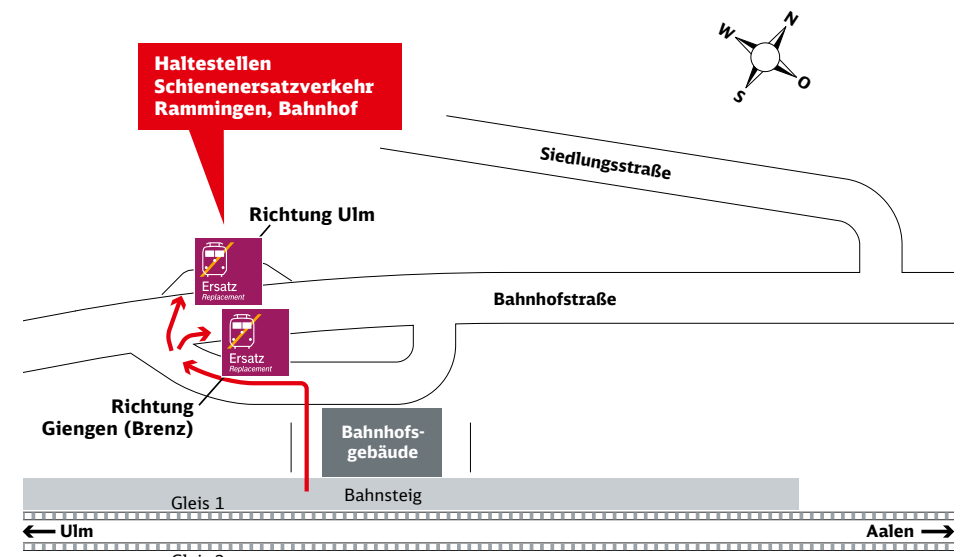 N
W
O
S
Haltestellen
Schienenersatzverkehr
Rammingen, Bahnhof
Siedlungsstraße
Richtung Ulm
Ersatz
Replacement
Bahnhofstraße
Ersatz
Replacement
Richtung
Giengen (Brenz)
Bahnhofs-
gebäude
Gleis 1
Bahnsteig
Ulm
Aalen